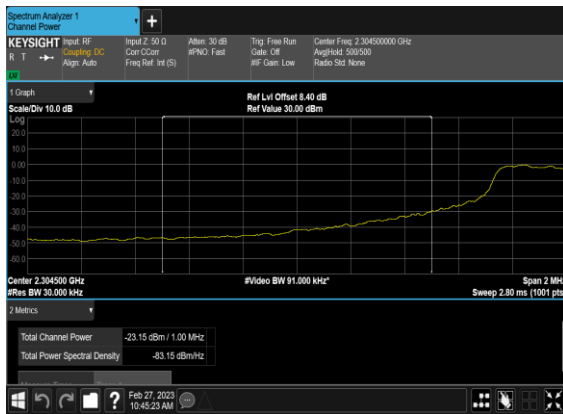 Spectrum Analyzer 1
Channel Power
+
KEYSIGHT
R T
Input: RF
Coupling: DC
Align: Auto
Input Z: 50 Ω
Corr CCorr
Freq Ref: Int (S)
Atten: 30 dB
#PNO: Fast
Trig: Free Run
Gate: Off
#IF Gain: Low
Center Freq: 2.304500000 GHz
Avg|Hold: 500/500
Radio Std: None
1 Graph
Scale/Div 10.0 dB
Ref Lvl Offset 8.40 dB
Ref Value 30.00 dBm
Log
20.0
10.0
0.00
-10.0
-20.0
-30.0
-40.0
-50.0
-60.0
Center 2.304500 GHz
#Res BW 30.000 kHz
#Video BW 91.000 kHz*
Span 2 MHz
Sweep 2.80 ms (1001 pts
2 Metrics
Total Channel Power -23.15 dBm / 1.00 MHz
Total Power Spectral Density -83.15 dBm/Hz
?
Feb 27, 2023
10:45:23 AM